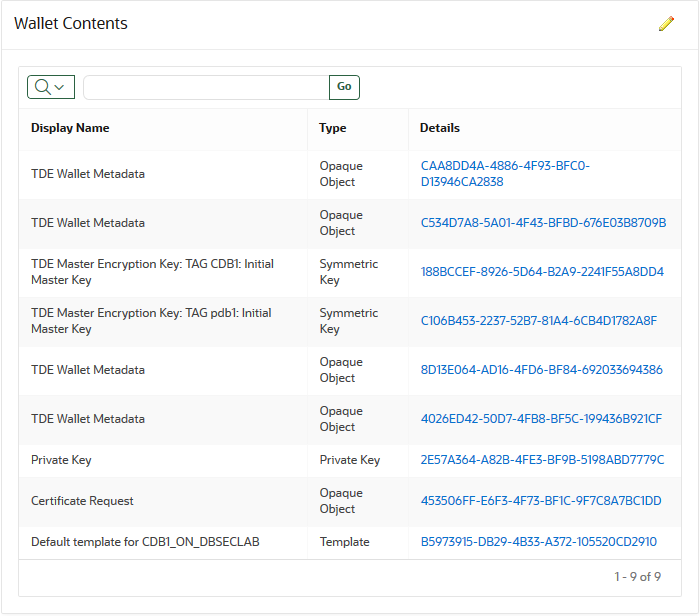 Wallet Contents
Go
Display Name Type Details
TDE Wallet Metadata Opaque Object CAA8DD4A-4886-4F93-BFC0-D13946CA2838
TDE Wallet Metadata Opaque Object C534D7A8-5A01-4F43-BFBD-676E03B8709B
TDE Master Encryption Key: TAG CDB1: Initial Master Key Symmetric Key 188BCCEF-8926-5D64-B2A9-2241F55A8DD4
TDE Master Encryption Key: TAG pdb1: Initial Master Key Symmetric Key C106B453-2237-52B7-81A4-6CB4D1782A8F
TDE Wallet Metadata Opaque Object 8D13E064-AD16-4FD6-BF84-692033694386
TDE Wallet Metadata Opaque Object 4026ED42-50D7-4FB8-BF5C-199436B921CF
Private Key Private Key 2E57A364-A82B-4FE3-BF9B-5198ABD7779C
Certificate Request Opaque Object 453506FF-E6F3-4F73-BF1C-9F7C8A7BC1DD
Default template for CDB1_ON_DBSECLAB Template B5973915-DB29-4B33-A372-105520CD2910
1 - 9 of 9